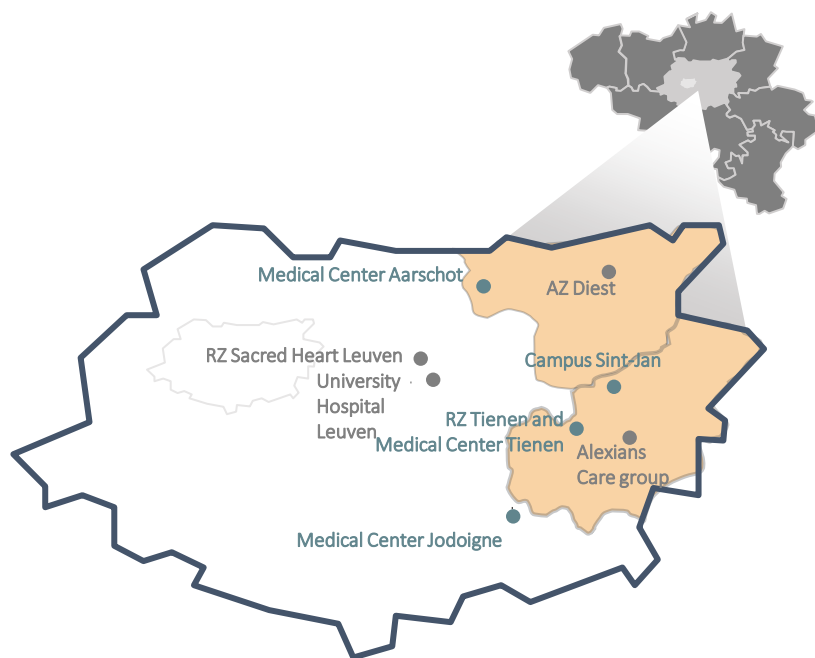 Medical Center Aarschot
AZ Diest
RZ Sacred Heart Leuven
University
Hospital
Leuven
Campus Sint-Jan
RZ Tienen and
Medical Center Tienen
Alexians
Care group
Medical Center Jodoigne